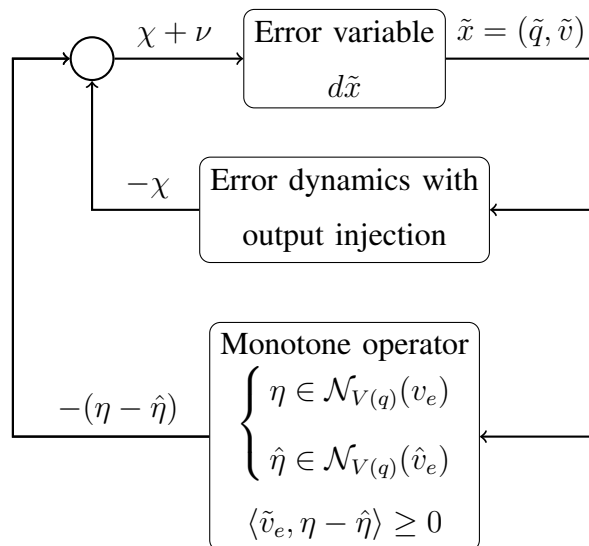 χ + ν
Error variable
dx̃
x̃ = (q̃, ṽ)
−χ
Error dynamics with
output injection
−(η − η̂)
Monotone operator
η ∈ 𝒩_{V(q)}(v_e)
η̂ ∈ 𝒩_{V(q)}(v̂_e)
⟨ṽ_e, η − η̂⟩ ≥ 0